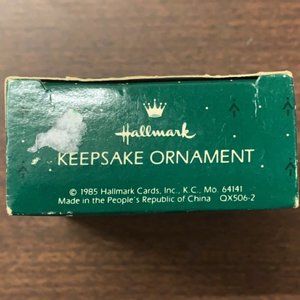 Hallmark
KEEPSAKE ORNAMENT
© 1985 Hallmark Cards, Inc., K.C., Mo. 64141
Made in the People's Republic of China QX506-2